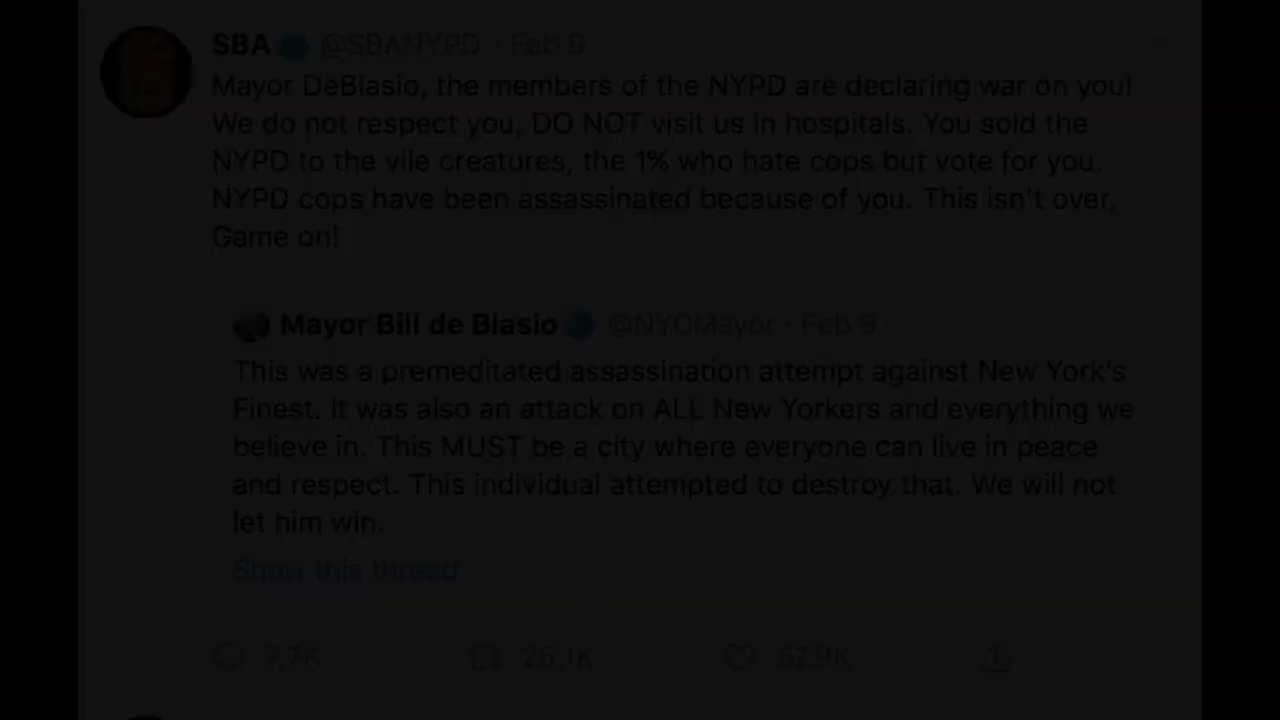 SBA @SBANYPD · Feb 9
Mayor DeBlasio, the members of the NYPD are declaring war on you!
We do not respect you, DO NOT visit us in hospitals. You sold the
NYPD to the vile creatures, the 1% who hate cops but vote for you.
NYPD cops have been assassinated because of you. This isn't over,
Game on!
Mayor Bill de Blasio @NYCMayor · Feb 9
This was a premeditated assassination attempt against New York's
Finest. It was also an attack on ALL New Yorkers and everything we
believe in. This MUST be a city where everyone can live in peace
and respect. This individual attempted to destroy that. We will not
let him win.
Show this thread
7.7K 25.1K 57.9K